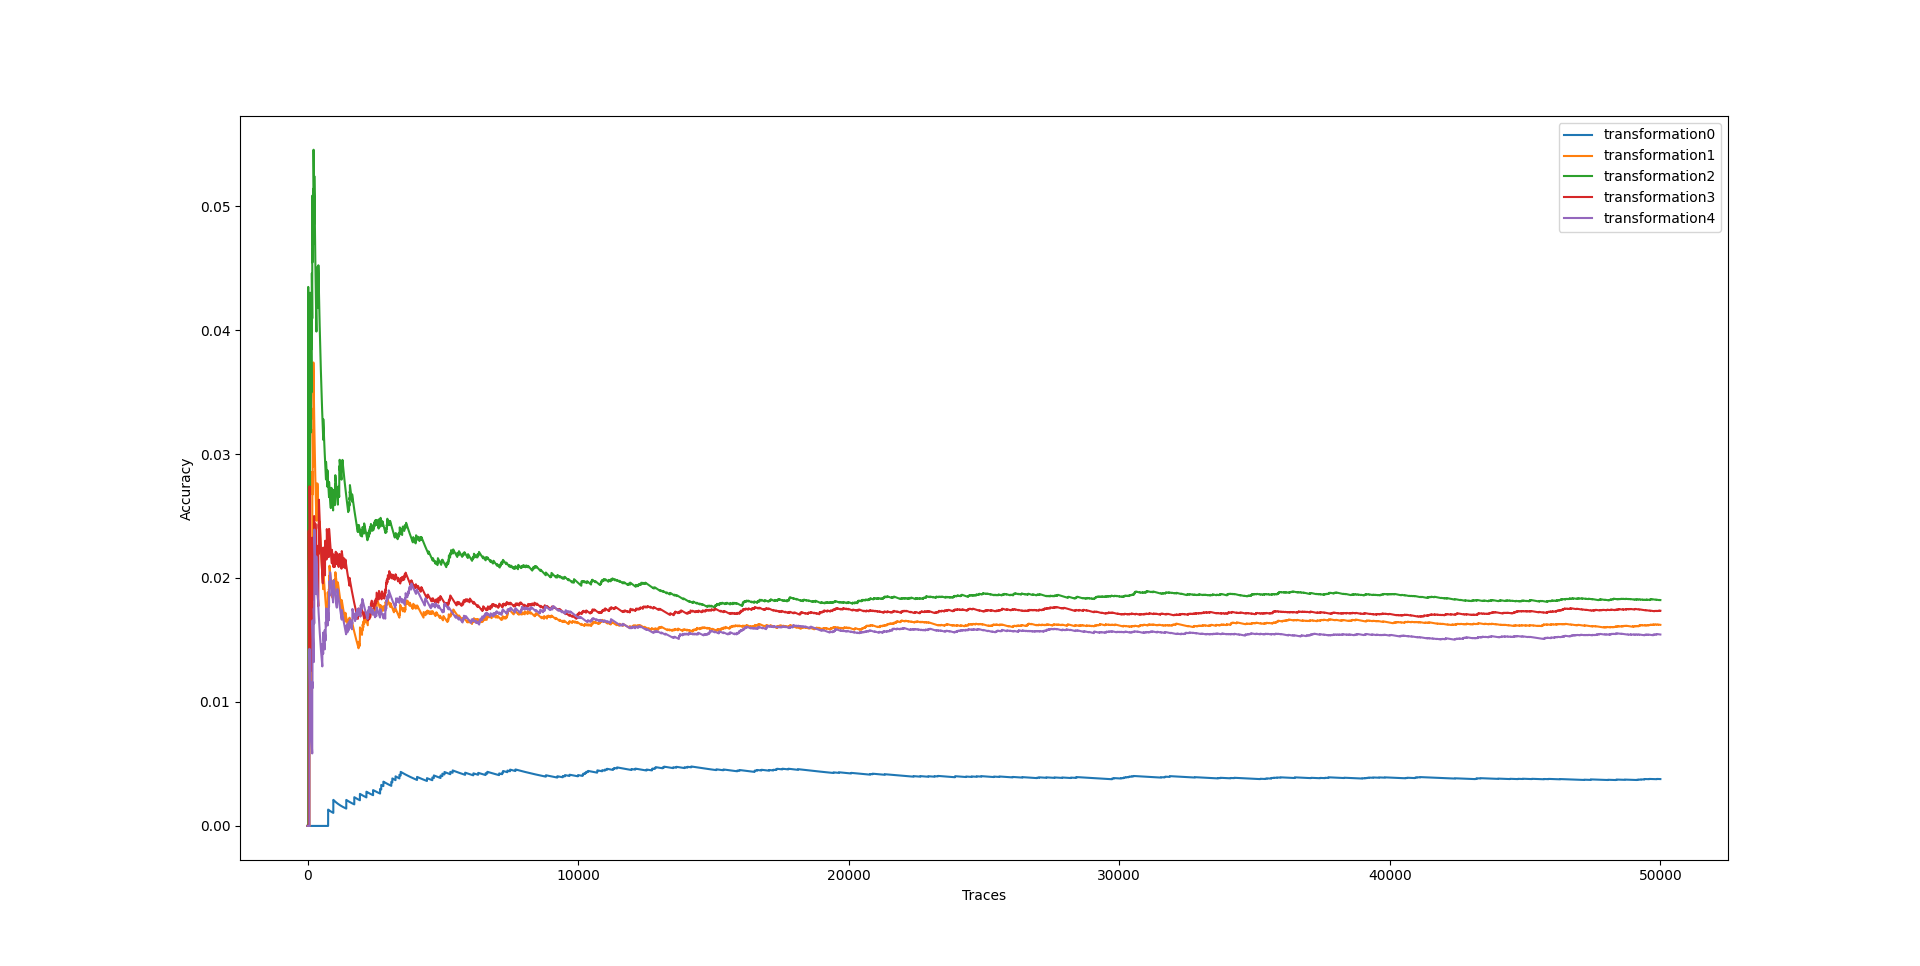 transformation0
transformation1
transformation2
transformation3
transformation4
0.05
0.04
0.03
0.02
0.01
0.00
Accuracy
0 10000 20000 30000 40000 50000
Traces